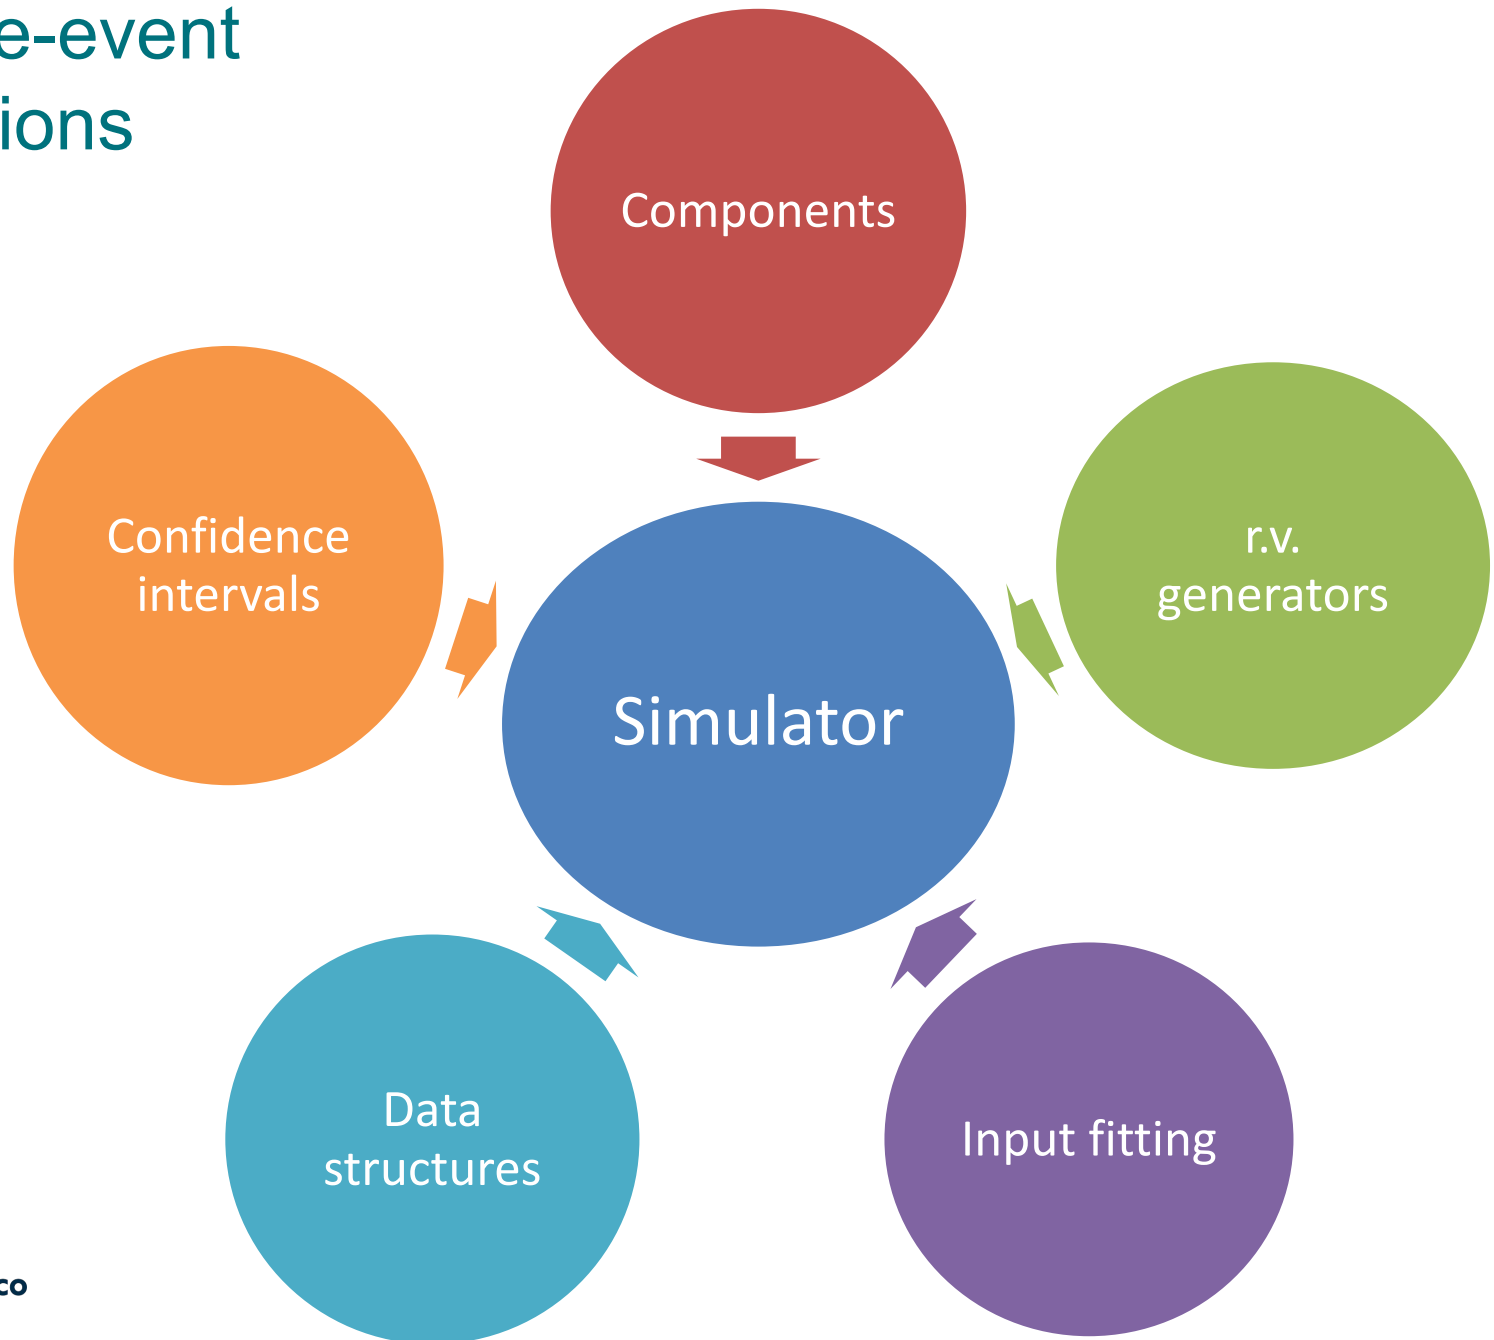 e-event
ions
Components
Confidence
intervals
r.v.
generators
Simulator
Data
structures
Input fitting
co